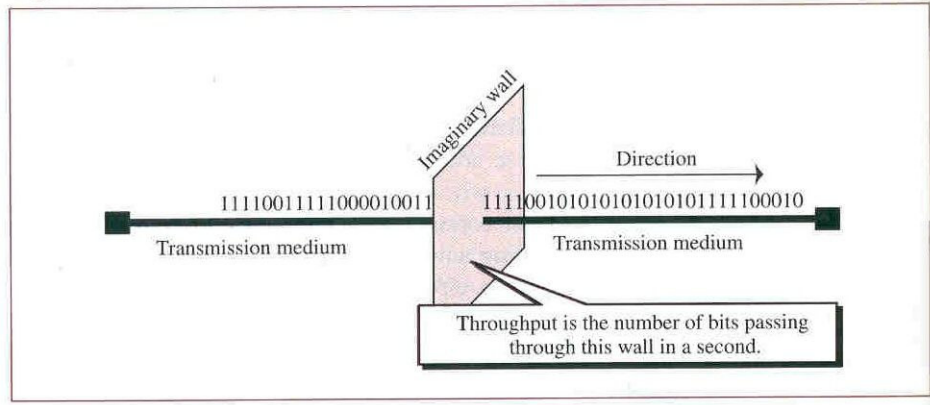 Imaginary wall
Direction
11110011111000010011
11110010101010101010101111100010
Transmission medium
Transmission medium
Throughput is the number of bits passing
through this wall in a second.